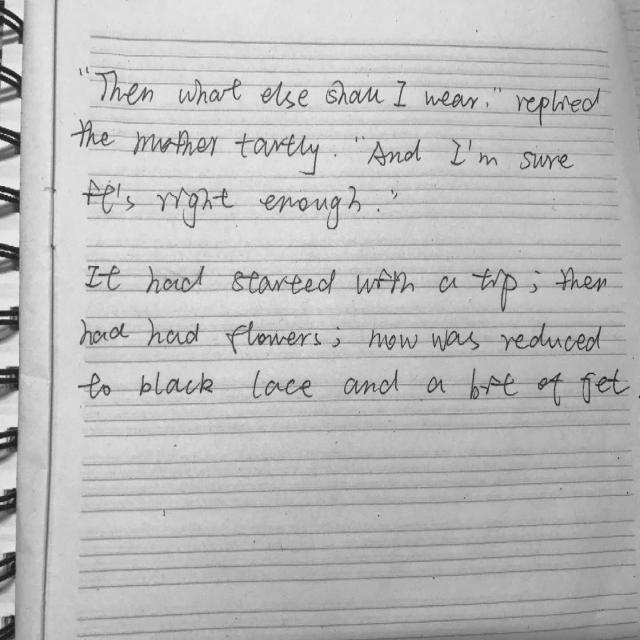 "Then what else shall I wear." replied
the mother tartly. "And I'm sure
it's right enough."
It had started with a tip; then
had had flowers; now was reduced
to black lace and a bit of jet.